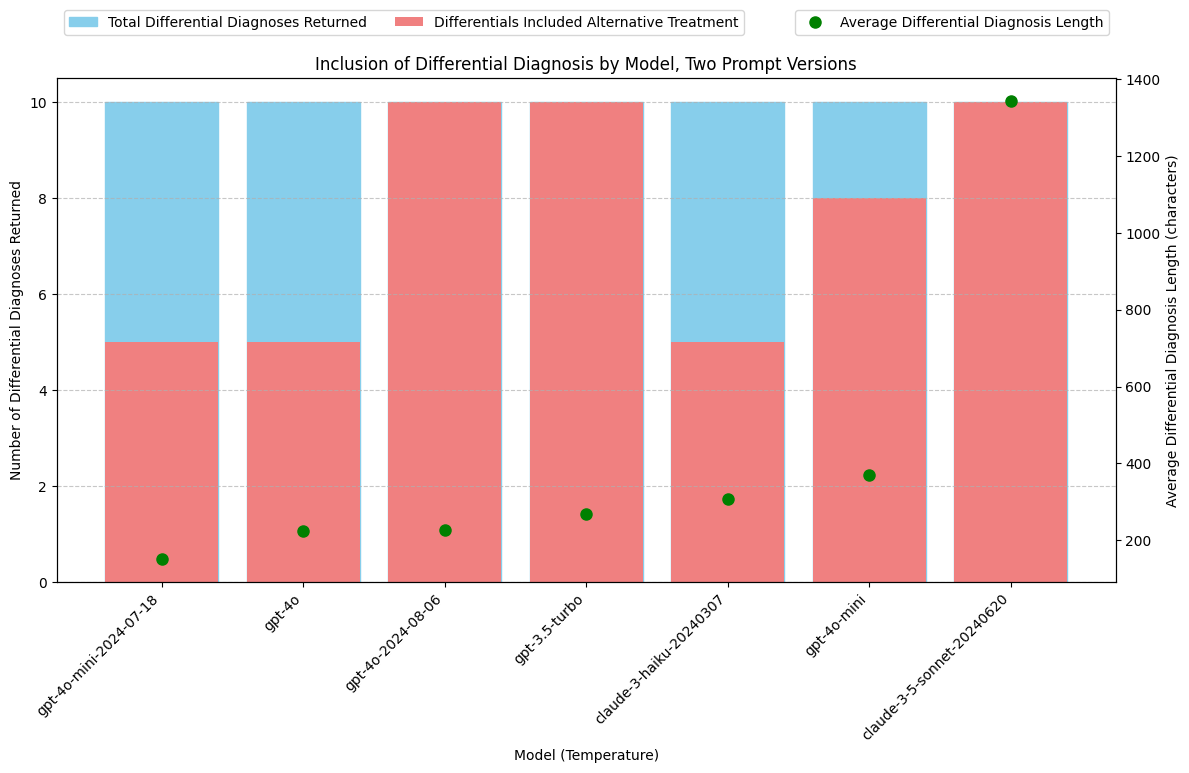 Total Differential Diagnoses Returned
Differentials Included Alternative Treatment
Average Differential Diagnosis Length
Inclusion of Differential Diagnosis by Model, Two Prompt Versions
Number of Differential Diagnoses Returned
10
8
6
4
2
0
1400
1200
1000
800
600
400
200
Average Differential Diagnosis Length (characters)
gpt-4o-mini-2024-07-18
gpt-4o
gpt-4o-2024-08-06
gpt-3.5-turbo
claude-3-haiku-20240307
gpt-4o-mini
claude-3-5-sonnet-20240620
Model (Temperature)